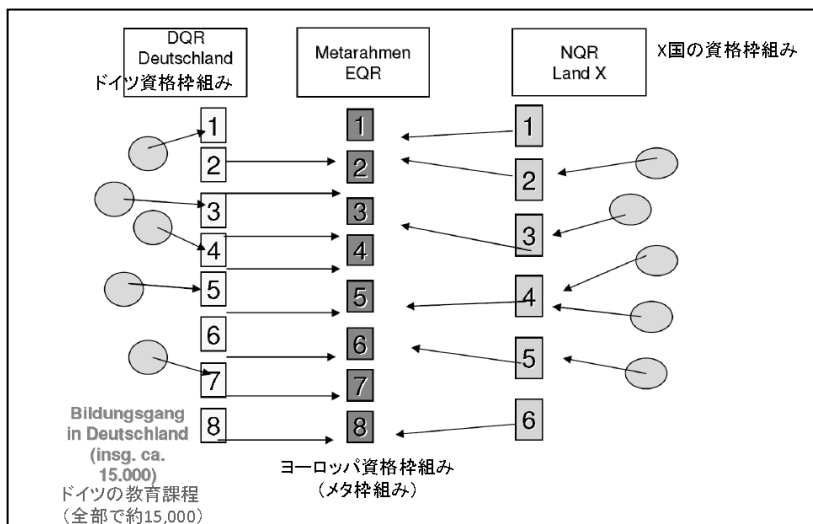 DQR
Deutschland
ドイツ資格枠組み
Metarahmen
EQR
NQR
Land X
X国の資格枠組み
1
2
3
4
5
6
7
8
1
2
3
4
5
6
7
8
1
2
3
4
5
6
Bildungsgang
in Deutschland
(insg. ca.
15.000)
ドイツの教育課程
（全部で約15,000）
ヨーロッパ資格枠組み
（メタ枠組み）